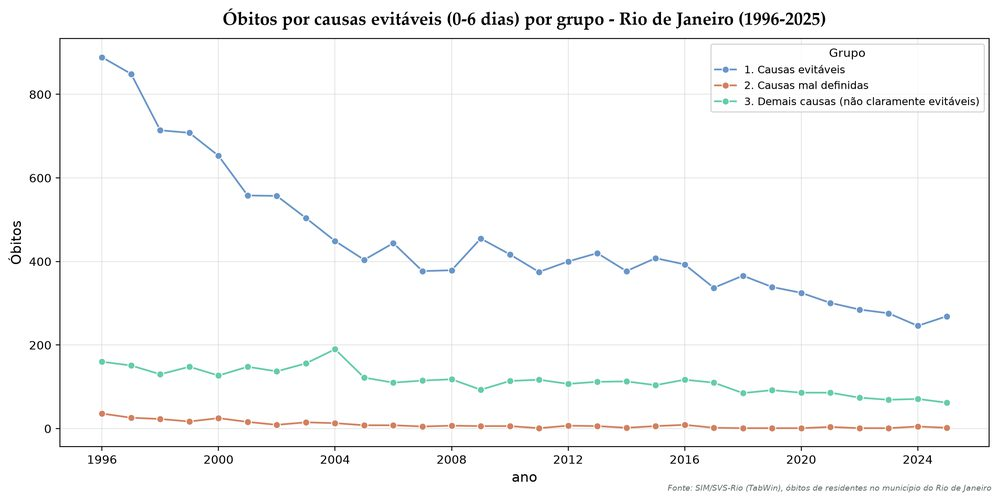 Óbitos por causas evitáveis (0-6 dias) por grupo - Rio de Janeiro (1996-2025)
Grupo
1. Causas evitáveis
2. Causas mal definidas
3. Demais causas (não claramente evitáveis)
Óbitos
800
600
400
200
0
1996
2000
2004
2008
2012
2016
2020
2024
ano
Fonte: SIM/SVS-Rio (TabWin), óbitos de residentes no município do Rio de Janeiro